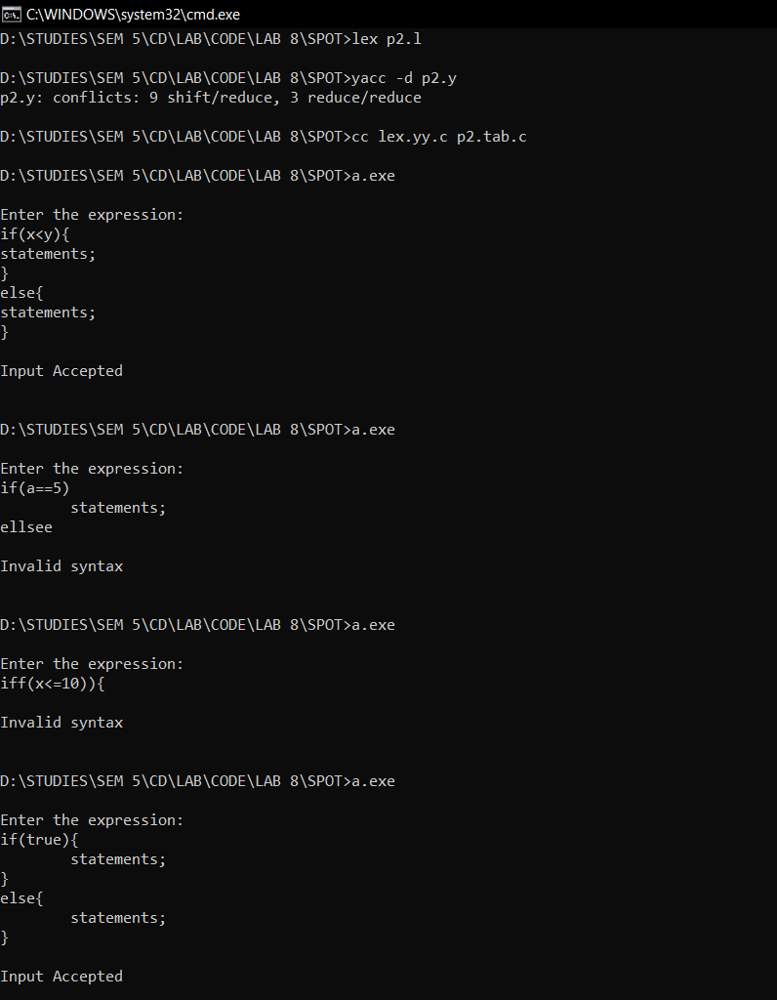 C:\WINDOWS\system32\cmd.exe
D:\STUDIES\SEM 5\CD\LAB\CODE\LAB 8\SPOT>lex p2.l
D:\STUDIES\SEM 5\CD\LAB\CODE\LAB 8\SPOT>yacc -d p2.y
p2.y: conflicts: 9 shift/reduce, 3 reduce/reduce
D:\STUDIES\SEM 5\CD\LAB\CODE\LAB 8\SPOT>cc lex.yy.c p2.tab.c
D:\STUDIES\SEM 5\CD\LAB\CODE\LAB 8\SPOT>a.exe
Enter the expression:
if(x<y){
statements;
}
else{
statements;
}
Input Accepted
D:\STUDIES\SEM 5\CD\LAB\CODE\LAB 8\SPOT>a.exe
Enter the expression:
if(a==5)
        statements;
ellsee
Invalid syntax
D:\STUDIES\SEM 5\CD\LAB\CODE\LAB 8\SPOT>a.exe
Enter the expression:
iff(x<=10)){
Invalid syntax
D:\STUDIES\SEM 5\CD\LAB\CODE\LAB 8\SPOT>a.exe
Enter the expression:
if(true){
        statements;
}
else{
        statements;
}
Input Accepted